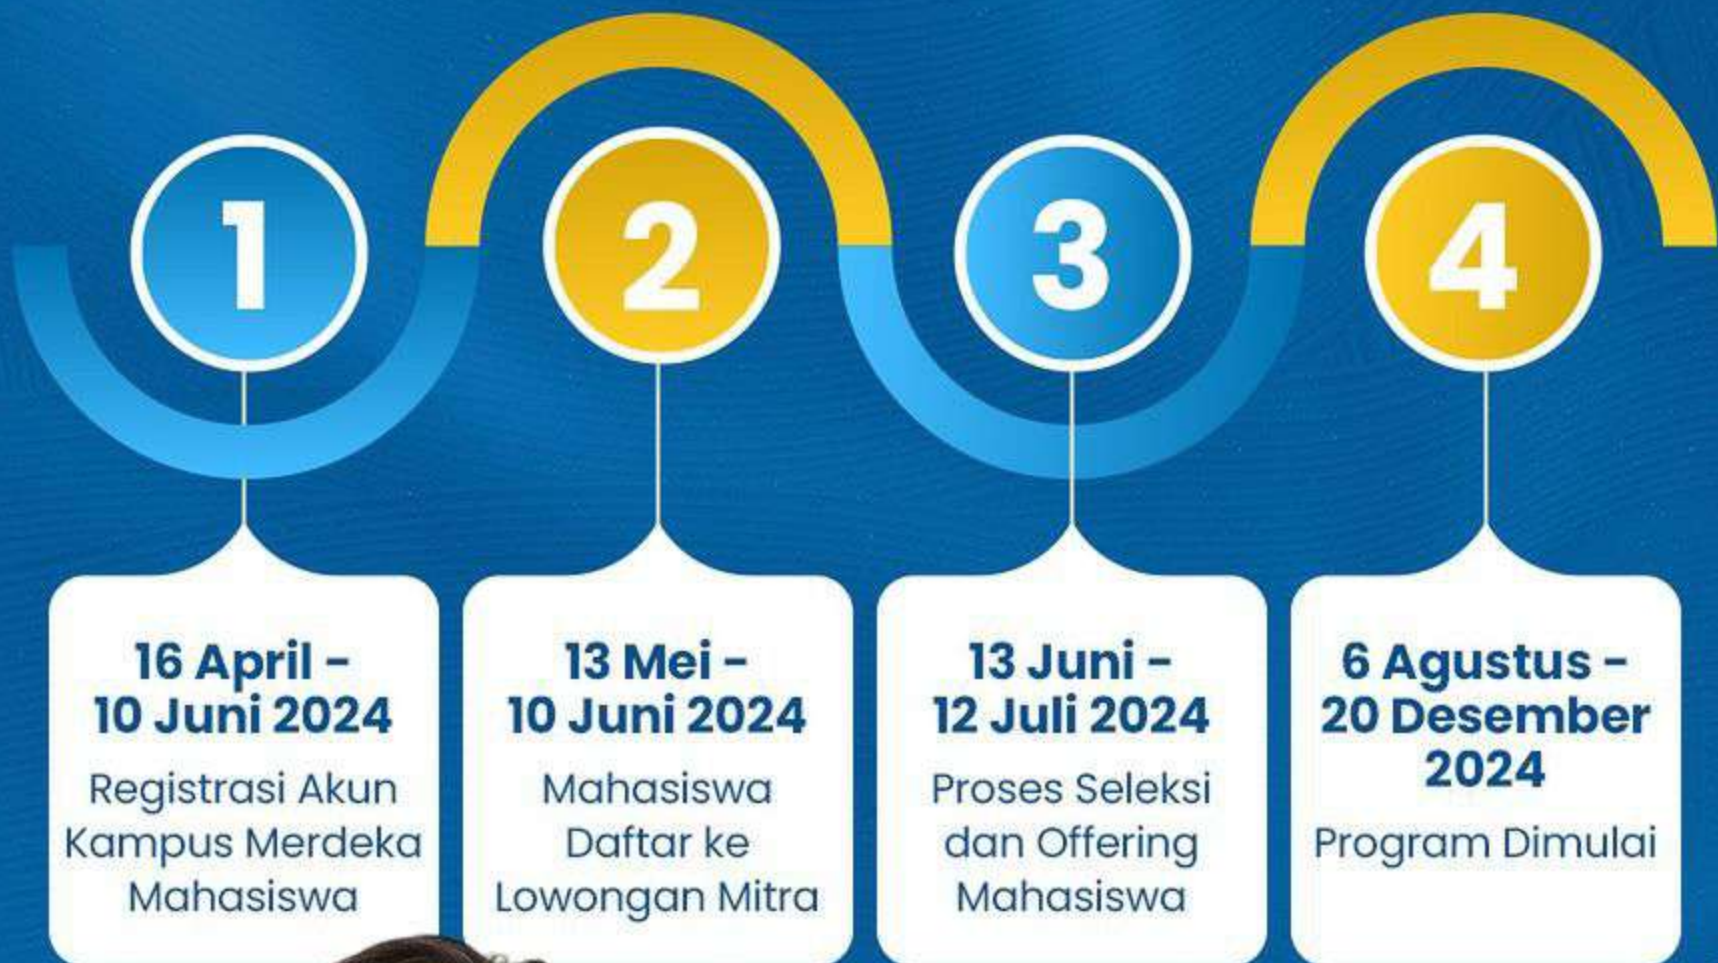 1
2
3
4
16 April -
10 Juni 2024
Registrasi Akun
Kampus Merdeka
Mahasiswa
13 Mei -
10 Juni 2024
Mahasiswa
Daftar ke
Lowongan Mitra
13 Juni -
12 Juli 2024
Proses Seleksi
dan Offering
Mahasiswa
6 Agustus -
20 Desember
2024
Program Dimulai